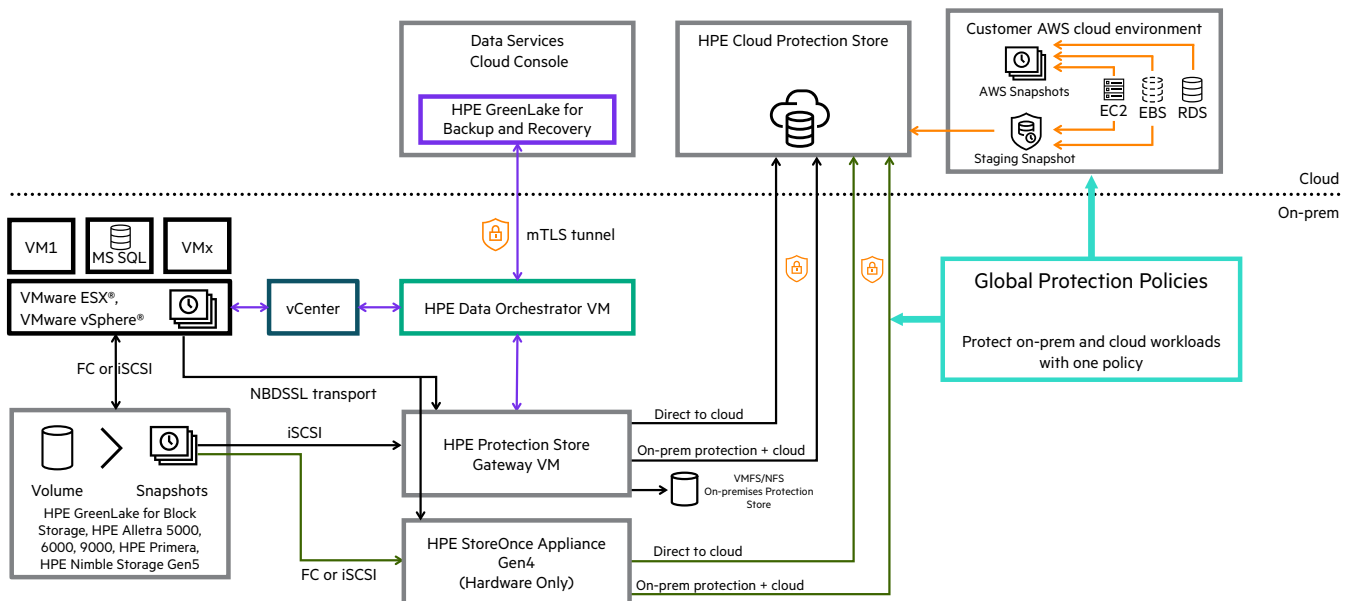 Data Services
Cloud Console
HPE GreenLake for
Backup and Recovery
HPE Cloud Protection Store
Customer AWS cloud environment
AWS Snapshots
EC2
EBS
RDS
Staging Snapshot
Cloud
On-prem
VM1
MS SQL
VMx
mTLS tunnel
VMware ESX®,
VMware vSphere®
vCenter
HPE Data Orchestrator VM
Global Protection Policies
Protect on-prem and cloud workloads
with one policy
FC or iSCSI
NBDSSL transport
iSCSI
HPE Protection Store
Gateway VM
Direct to cloud
On-prem protection + cloud
VMFS/NFS
On-premises Protection
Store
Volume
Snapshots
HPE GreenLake for Block
Storage, HPE Alletra 5000,
6000, 9000, HPE Primera,
HPE Nimble Storage Gen5
FC or iSCSI
HPE StoreOnce Appliance
Gen4
(Hardware Only)
Direct to cloud
On-prem protection + cloud